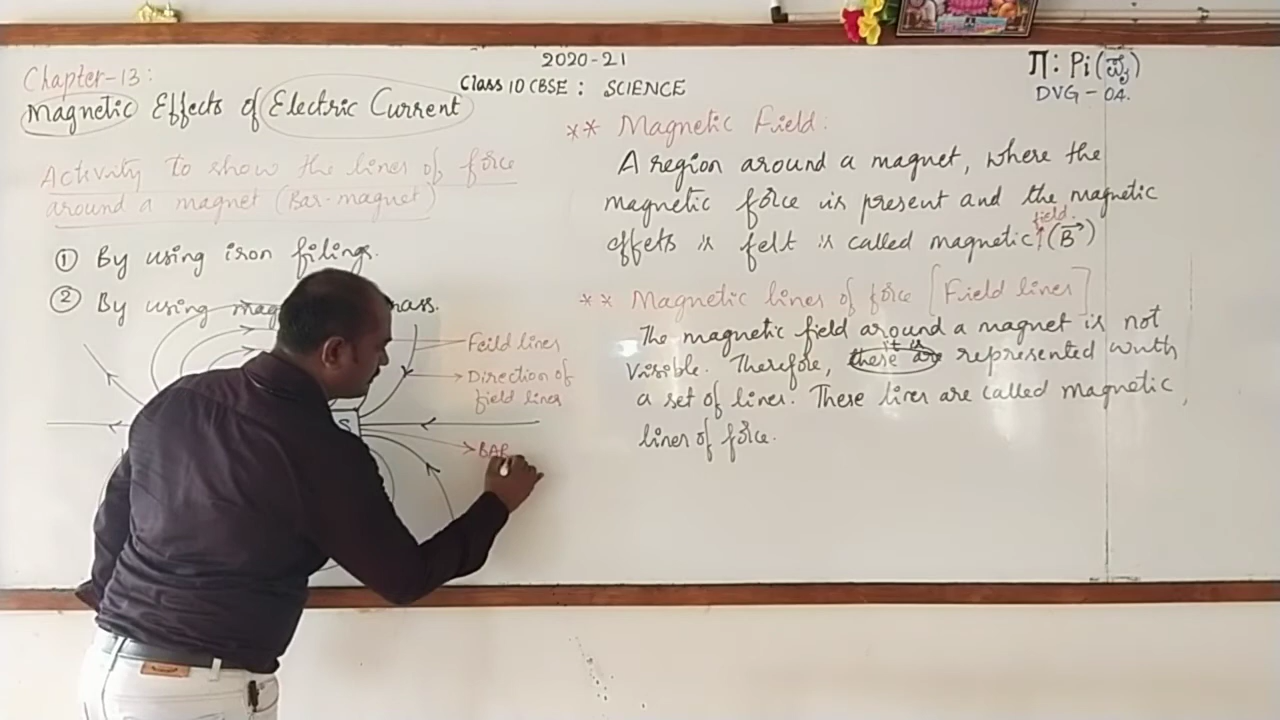 2020-21
Class 10 CBSE : SCIENCE
Π: Pi(
DVG - 04.
Chapter-13:
Magnetic Effects of Electric Current
Activity to show the lines of force
around a magnet (Bar-magnet)
① By using iron filings.
② By using mag mass.
Feild lines
Direction of
field lines
S
BAR
** Magnetic Field:
A region around a magnet, where the
magnetic force is present and the magnetic
field.
effets is felt is called magnetic (B⃗)
** Magnetic lines of force [Field lines]
The magnetic field around a magnet is not
it is
visible. Therefore, these are represented with
a set of lines. These lines are called magnetic
lines of force.